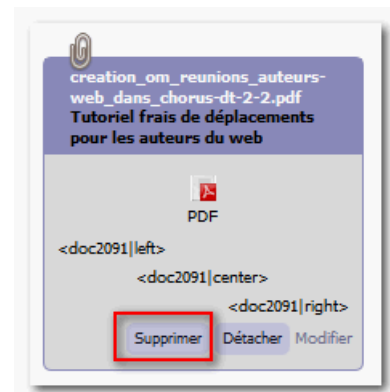 creation_om_reunions_auteurs-
web_dans_chorus-dt-2-2.pdf
Tutoriel frais de déplacements
pour les auteurs du web
PDF
<doc2091|left>
<doc2091|center>
<doc2091|right>
Supprimer Détacher Modifier